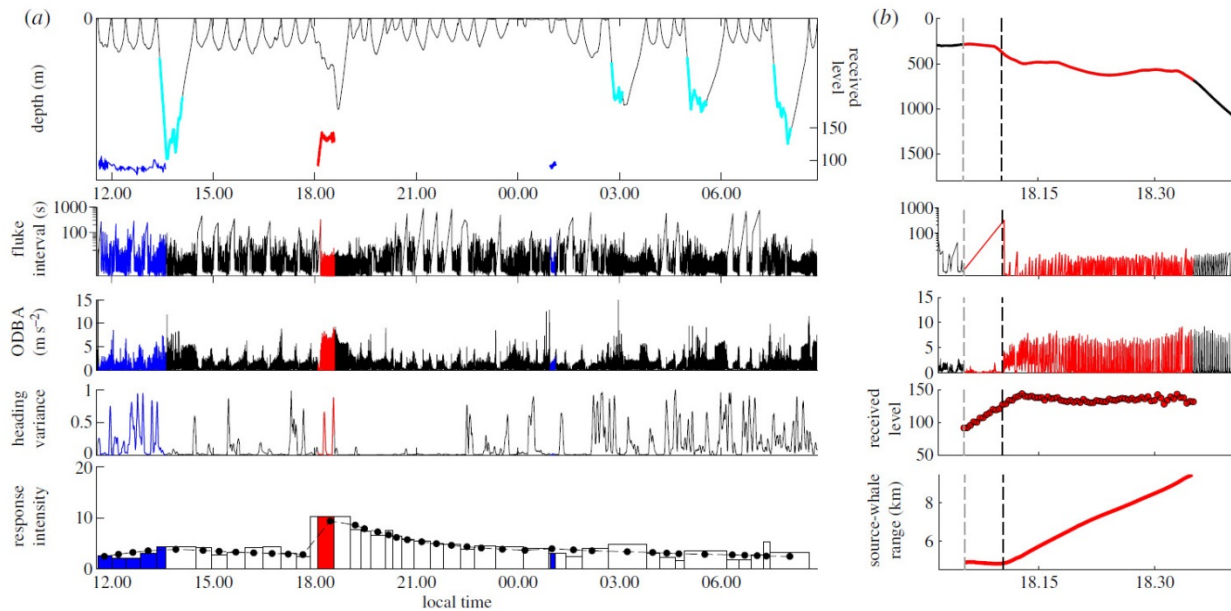 (a)
0
depth (m)
received
level
150
100
12.00 15.00 18.00 21.00 00.00 03.00 06.00
fluke
interval (s)
1000
100
ODBA
(m s−2)
15
10
5
0
heading
variance
1
0.5
0
response
intensity
20
10
0
12.00 15.00 18.00 21.00 00.00 03.00 06.00
local time
(b)
0
500
1000
1500
18.15 18.30
1000
100
15
10
5
0
received
level
150
100
50
source-whale
range (km)
8
6
18.15 18.30